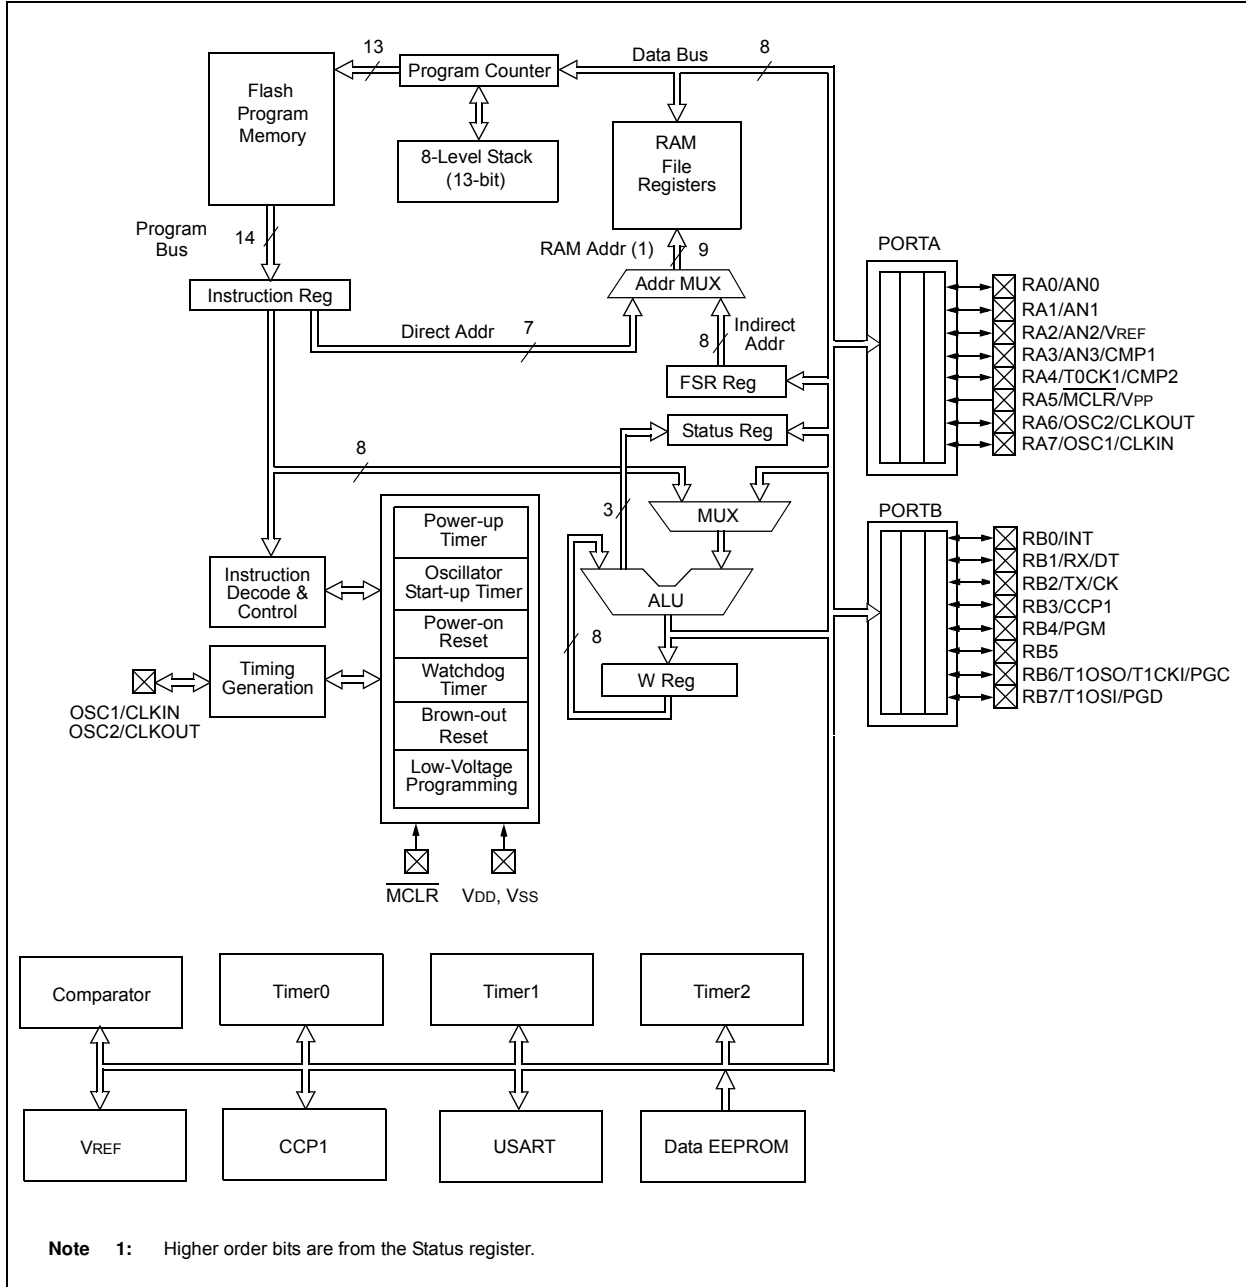 13
Data Bus
8
Program Counter
Flash
Program
Memory
8-Level Stack
(13-bit)
RAM
File
Registers
Program
Bus
14
RAM Addr (1)
9
PORTA
Addr MUX
Instruction Reg
Direct Addr
7
8
Indirect
Addr
FSR Reg
Status Reg
RA0/AN0
RA1/AN1
RA2/AN2/VREF
RA3/AN3/CMP1
RA4/T0CK1/CMP2
RA5/MCLR/VPP
RA6/OSC2/CLKOUT
RA7/OSC1/CLKIN
8
3
MUX
PORTB
Power-up
Timer
Oscillator
Start-up Timer
Power-on
Reset
Watchdog
Timer
Brown-out
Reset
Low-Voltage
Programming
Instruction
Decode &
Control
ALU
8
W Reg
Timing
Generation
OSC1/CLKIN
OSC2/CLKOUT
RB0/INT
RB1/RX/DT
RB2/TX/CK
RB3/CCP1
RB4/PGM
RB5
RB6/T1OSO/T1CKI/PGC
RB7/T1OSI/PGD
MCLR
VDD, VSS
Comparator
Timer0
Timer1
Timer2
VREF
CCP1
USART
Data EEPROM
Note 1: Higher order bits are from the Status register.